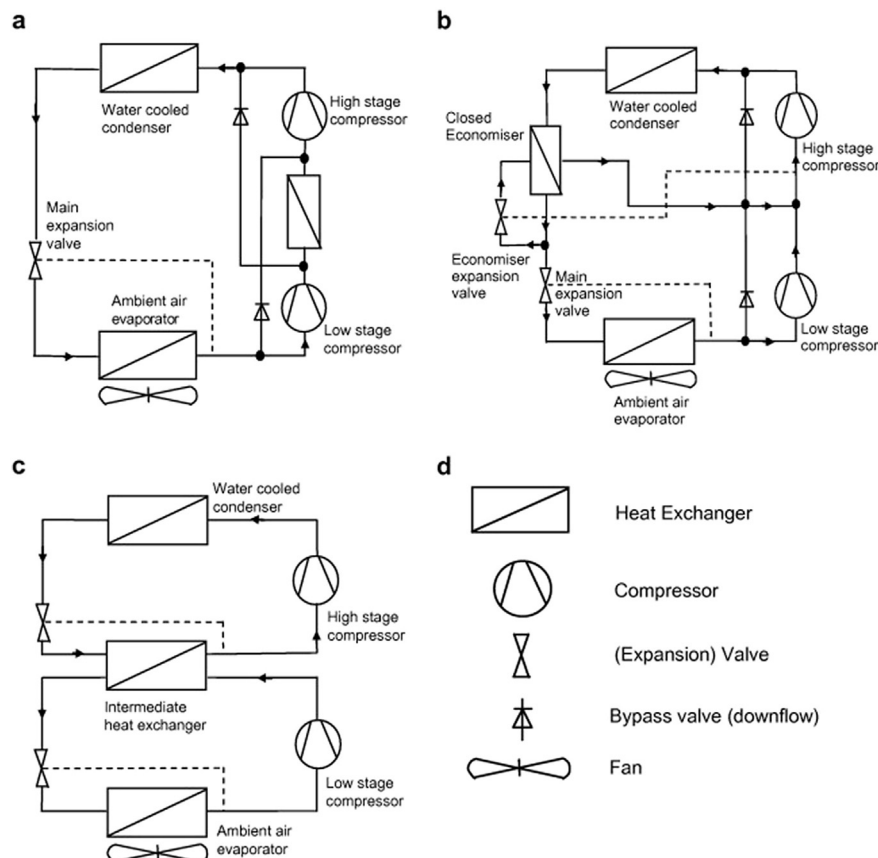 a
Water cooled
condenser
High stage
compressor
Main
expansion
valve
Ambient air
evaporator
Low stage
compressor
b
Closed
Economiser
Water cooled
condenser
High stage
compressor
Economiser
expansion
valve
Main
expansion
valve
Low stage
compressor
Ambient air
evaporator
c
Water cooled
condenser
High stage
compressor
Intermediate
heat exchanger
Low stage
compressor
Ambient air
evaporator
d
Heat Exchanger
Compressor
(Expansion) Valve
Bypass valve (downflow)
Fan